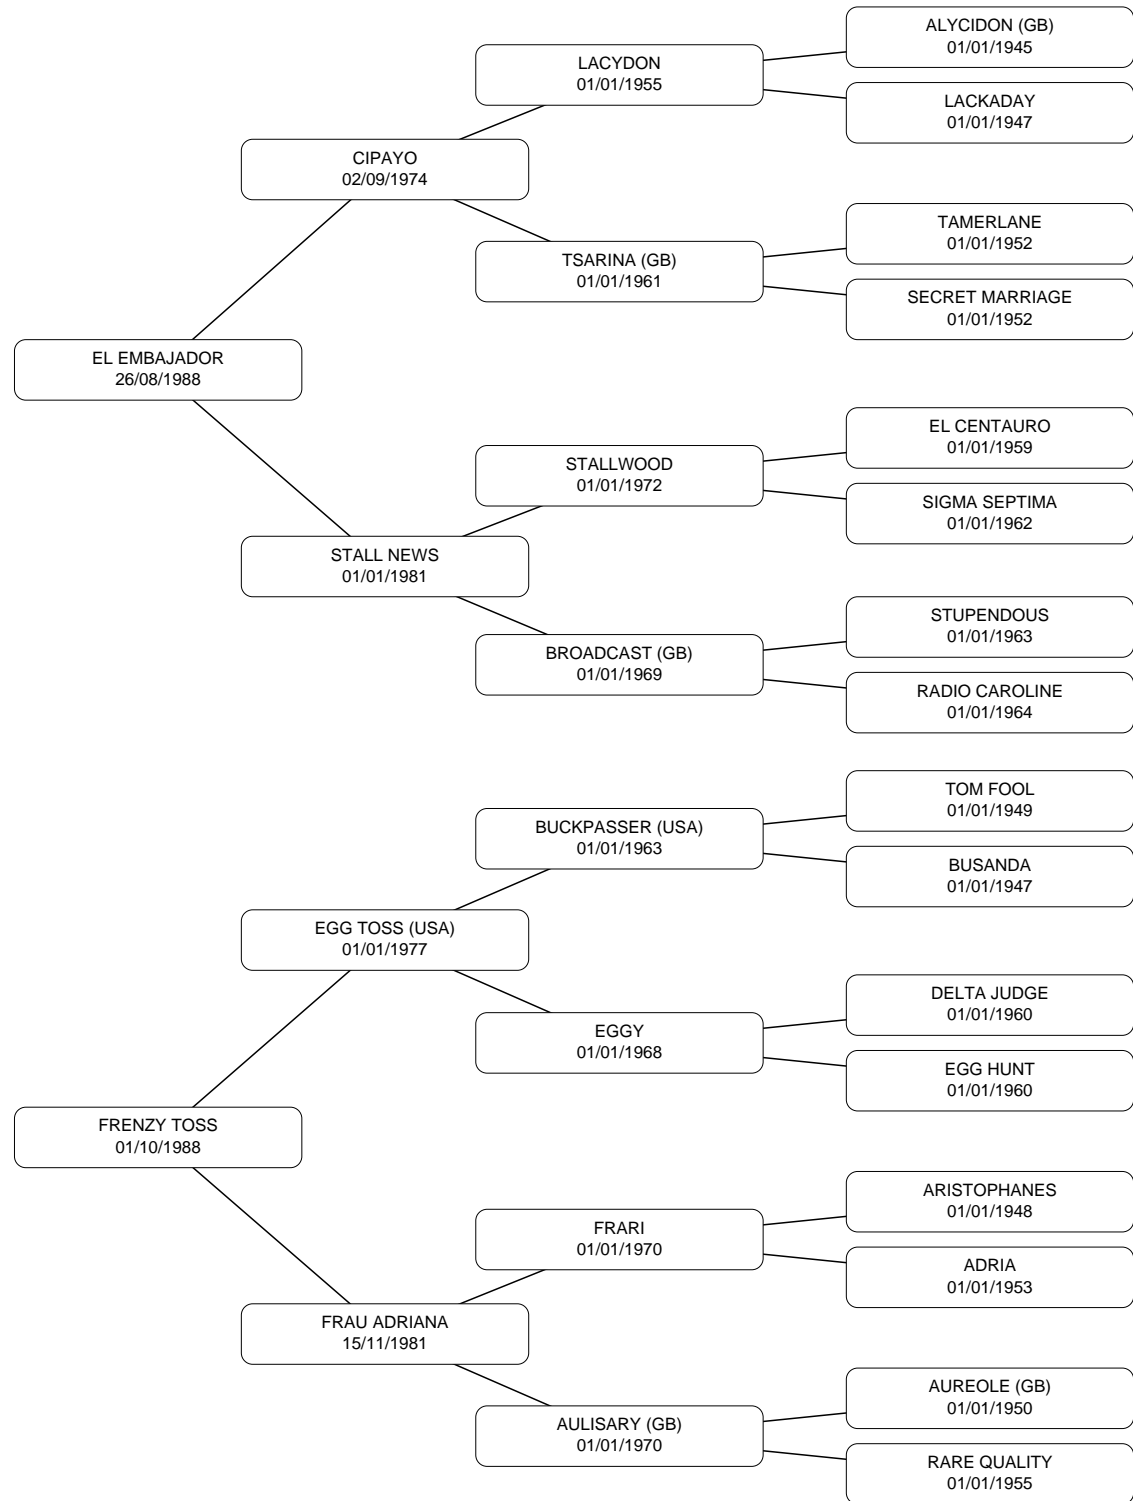 ALYCIDON (GB)
01/01/1945
LACYDON
01/01/1955
LACKADAY
01/01/1947
CIPAYO
02/09/1974
TAMERLANE
01/01/1952
TSARINA (GB)
01/01/1961
SECRET MARRIAGE
01/01/1952
EL EMBAJADOR
26/08/1988
EL CENTAURO
01/01/1959
STALLWOOD
01/01/1972
SIGMA SEPTIMA
01/01/1962
STALL NEWS
01/01/1981
STUPENDOUS
01/01/1963
BROADCAST (GB)
01/01/1969
RADIO CAROLINE
01/01/1964
TOM FOOL
01/01/1949
BUCKPASSER (USA)
01/01/1963
BUSANDA
01/01/1947
EGG TOSS (USA)
01/01/1977
DELTA JUDGE
01/01/1960
EGGY
01/01/1968
EGG HUNT
01/01/1960
FRENZY TOSS
01/10/1988
ARISTOPHANES
01/01/1948
FRARI
01/01/1970
ADRIA
01/01/1953
FRAU ADRIANA
15/11/1981
AUREOLE (GB)
01/01/1950
AULISARY (GB)
01/01/1970
RARE QUALITY
01/01/1955